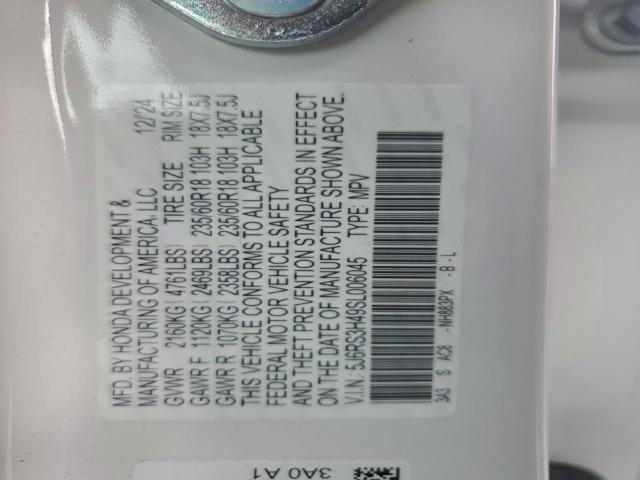 MFD. BY HONDA DEVELOPMENT &
MANUFACTURING OF AMERICA, LLC 12/24
GVWR 2160KG ( 4761LBS) TIRE SIZE RIM SIZE
GAWR F 1120KG ( 2469LBS) 235/60R18 103H 18X7.5J
GAWR R 1070KG ( 2358LBS) 235/60R18 103H 18X7.5J
THIS VEHICLE CONFORMS TO ALL APPLICABLE
FEDERAL MOTOR VEHICLE SAFETY
AND THEFT PREVENTION STANDARDS IN EFFECT
ON THE DATE OF MANUFACTURE SHOWN ABOVE.
V.I.N: 5J6RS3H49SL006045 TYPE: MPV
3A3 S AC8 -NH883PX -B-L
3A0 A1